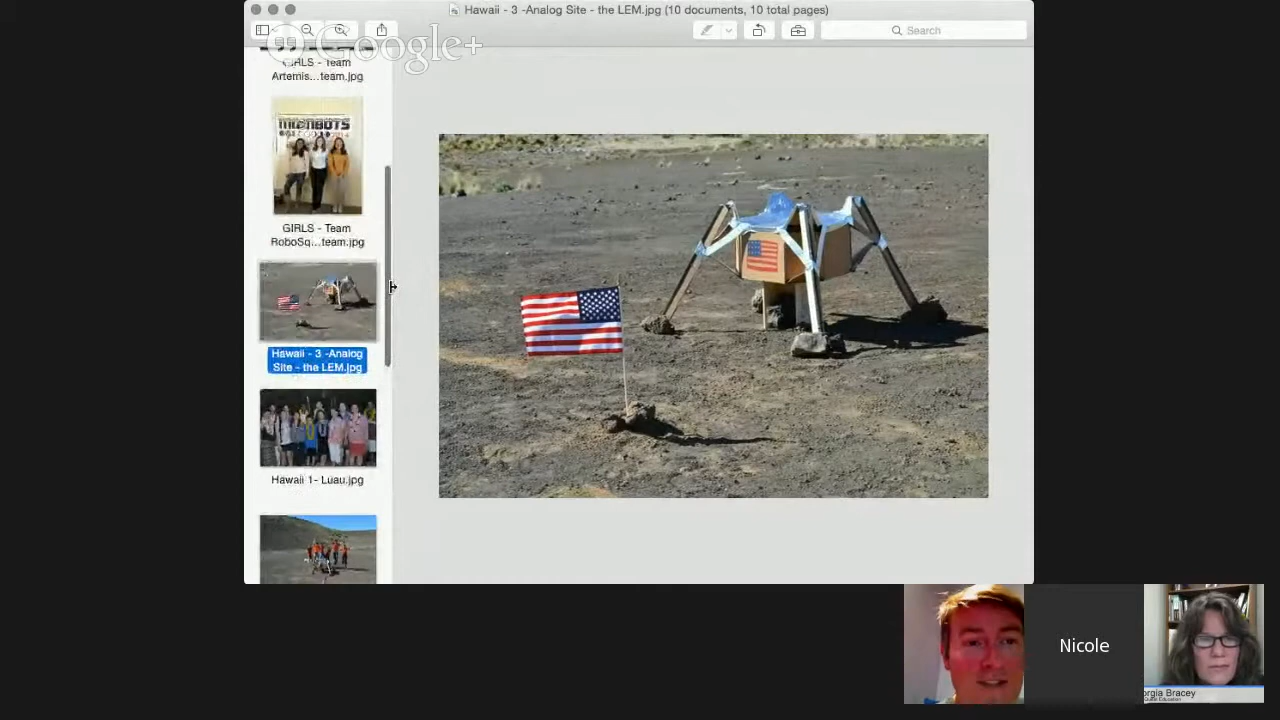 Hawaii - 3 -Analog Site - the LEM.jpg (10 documents, 10 total pages)
Google+
Search
GIRLS - Team
Artemis...team.jpg
GIRLS - Team
RoboSq...team.jpg
Hawaii - 3 -Analog
Site - the LEM.jpg
Hawaii 1- Luau.jpg
Nicole
orgia Bracey